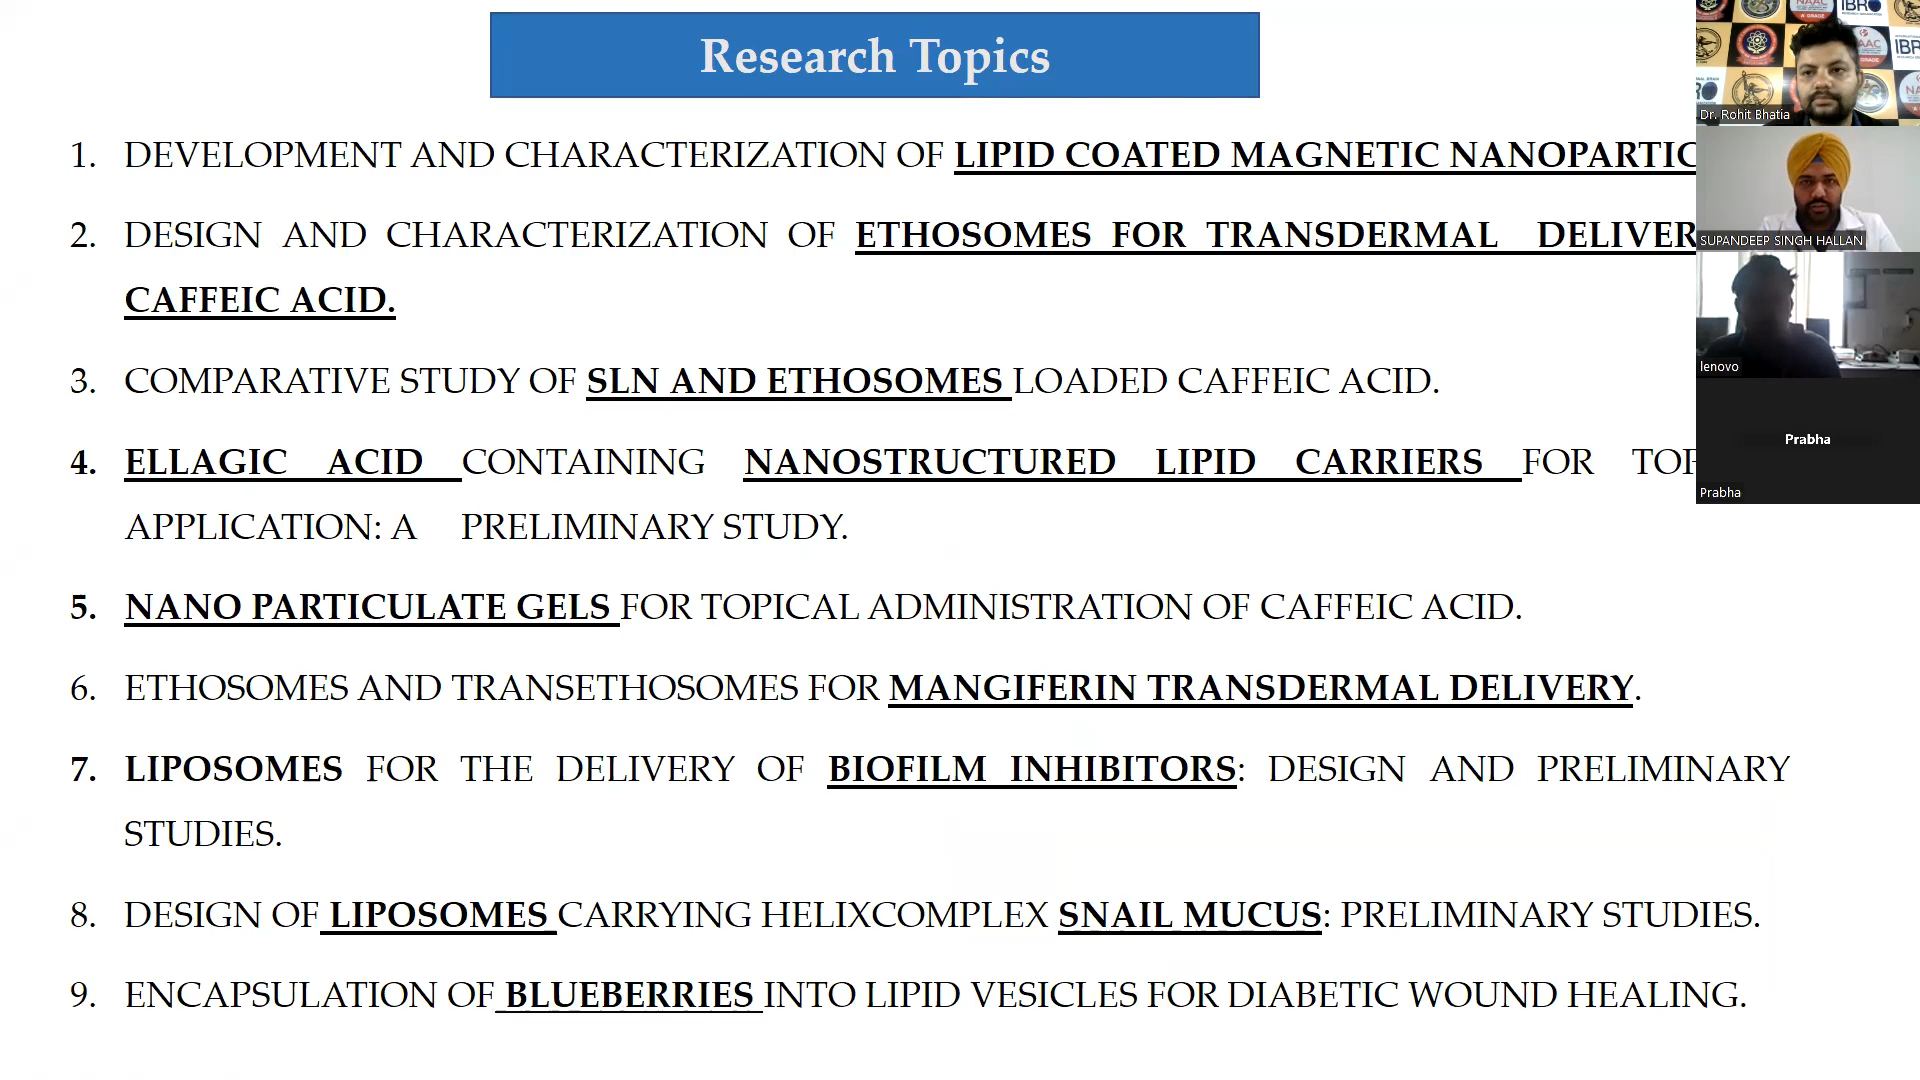 Research Topics
1. DEVELOPMENT AND CHARACTERIZATION OF LIPID COATED MAGNETIC NANOPARTIC
2. DESIGN AND CHARACTERIZATION OF ETHOSOMES FOR TRANSDERMAL DELIVER
CAFFEIC ACID.
3. COMPARATIVE STUDY OF SLN AND ETHOSOMES LOADED CAFFEIC ACID.
4. ELLAGIC ACID CONTAINING NANOSTRUCTURED LIPID CARRIERS FOR TOP
APPLICATION: A PRELIMINARY STUDY.
5. NANO PARTICULATE GELS FOR TOPICAL ADMINISTRATION OF CAFFEIC ACID.
6. ETHOSOMES AND TRANSETHOSOMES FOR MANGIFERIN TRANSDERMAL DELIVERY.
7. LIPOSOMES FOR THE DELIVERY OF BIOFILM INHIBITORS: DESIGN AND PRELIMINARY
STUDIES.
8. DESIGN OF LIPOSOMES CARRYING HELIXCOMPLEX SNAIL MUCUS: PRELIMINARY STUDIES.
9. ENCAPSULATION OF BLUEBERRIES INTO LIPID VESICLES FOR DIABETIC WOUND HEALING.
IBRO
NAAC
A GRADE
Dr. Rohit Bhatia
SUPANDEEP SINGH HALLAN
lenovo
Prabha
Prabha